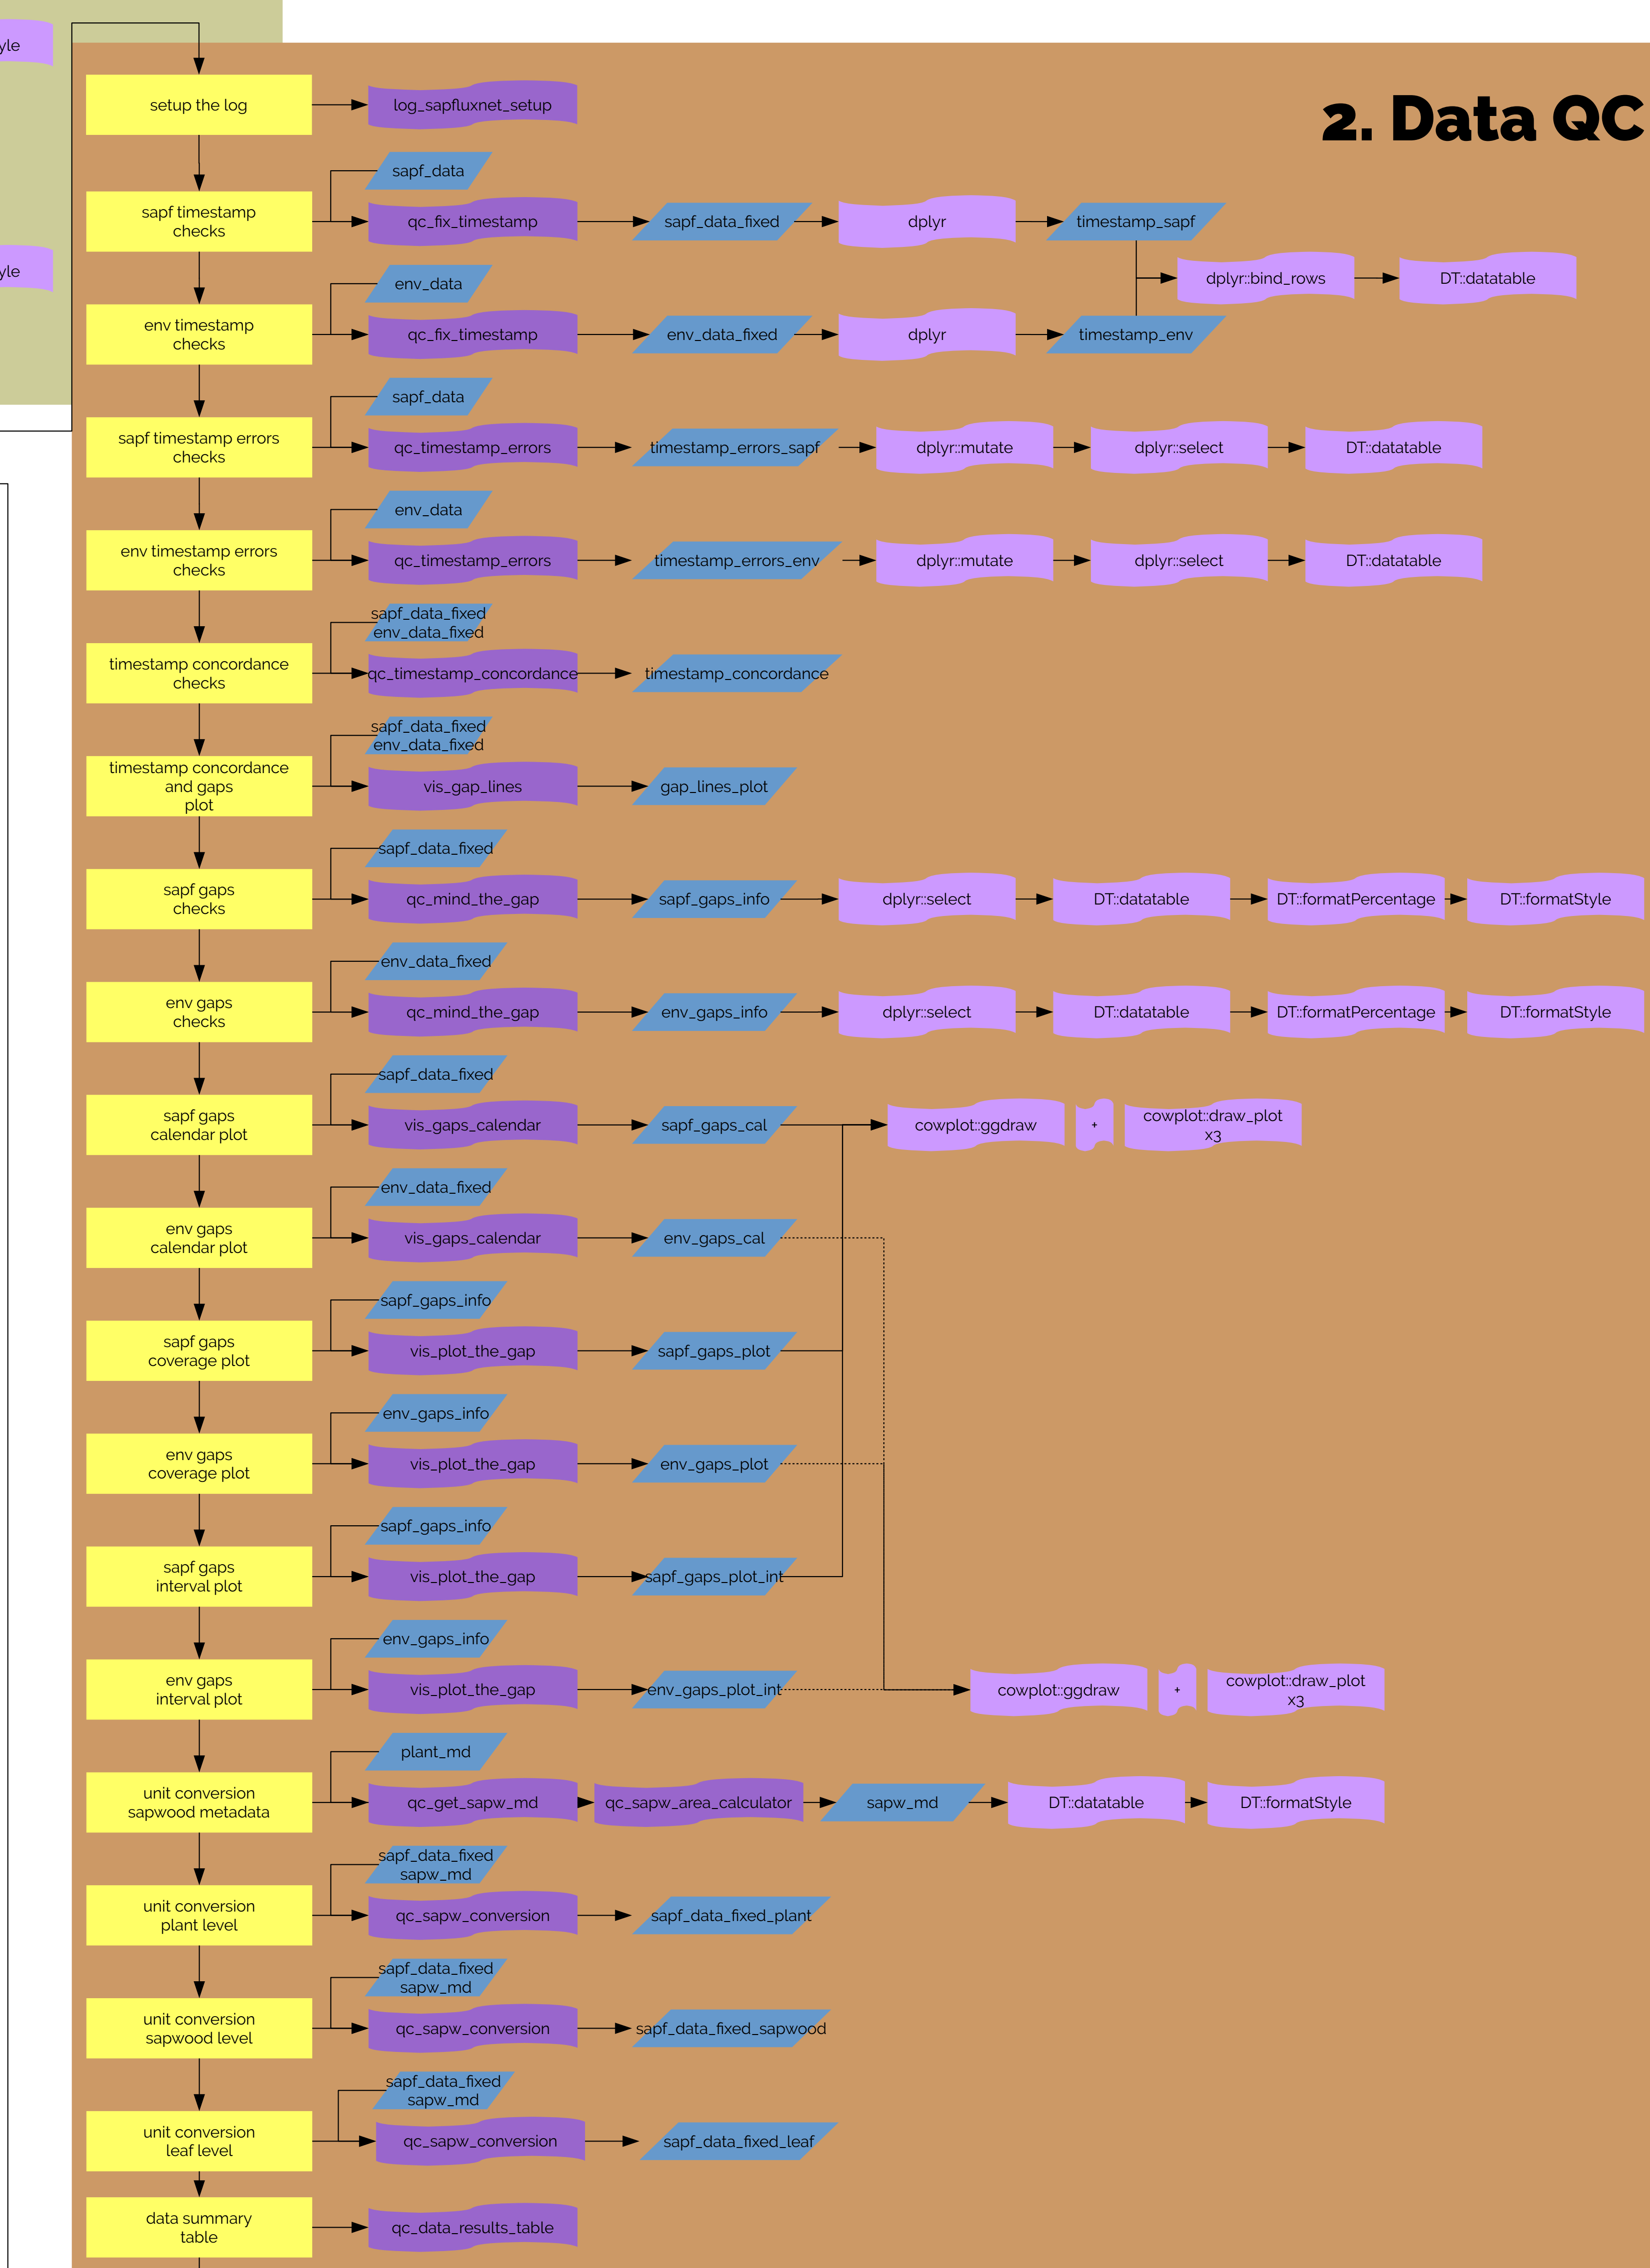 yle
yle
2. Data QC
setup the log
log_sapfluxnet_setup
sapf_data
sapf timestamp
checks
qc_fix_timestamp
sapf_data_fixed
dplyr
timestamp_sapf
dplyr::bind_rows
DT::datatable
env_data
env timestamp
checks
qc_fix_timestamp
env_data_fixed
dplyr
timestamp_env
sapf_data
sapf timestamp errors
checks
qc_timestamp_errors
timestamp_errors_sapf
dplyr::mutate
dplyr::select
DT::datatable
env_data
env timestamp errors
checks
qc_timestamp_errors
timestamp_errors_env
dplyr::mutate
dplyr::select
DT::datatable
sapf_data_fixed
env_data_fixed
timestamp concordance
checks
qc_timestamp_concordance
timestamp_concordance
sapf_data_fixed
env_data_fixed
timestamp concordance
and gaps
plot
vis_gap_lines
gap_lines_plot
sapf_data_fixed
sapf gaps
checks
qc_mind_the_gap
sapf_gaps_info
dplyr::select
DT::datatable
DT::formatPercentage
DT::formatStyle
env_data_fixed
env gaps
checks
qc_mind_the_gap
env_gaps_info
dplyr::select
DT::datatable
DT::formatPercentage
DT::formatStyle
sapf_data_fixed
sapf gaps
calendar plot
vis_gaps_calendar
sapf_gaps_cal
cowplot::ggdraw
+
cowplot::draw_plot
x3
env_data_fixed
env gaps
calendar plot
vis_gaps_calendar
env_gaps_cal
sapf_gaps_info
sapf gaps
coverage plot
vis_plot_the_gap
sapf_gaps_plot
env_gaps_info
env gaps
coverage plot
vis_plot_the_gap
env_gaps_plot
sapf_gaps_info
sapf gaps
interval plot
vis_plot_the_gap
sapf_gaps_plot_int
env_gaps_info
env gaps
interval plot
vis_plot_the_gap
env_gaps_plot_int
cowplot::ggdraw
+
cowplot::draw_plot
x3
plant_md
unit conversion
sapwood metadata
qc_get_sapw_md
qc_sapw_area_calculator
sapw_md
DT::datatable
DT::formatStyle
sapf_data_fixed
sapw_md
unit conversion
plant level
qc_sapw_conversion
sapf_data_fixed_plant
sapf_data_fixed
sapw_md
unit conversion
sapwood level
qc_sapw_conversion
sapf_data_fixed_sapwood
sapf_data_fixed
sapw_md
unit conversion
leaf level
qc_sapw_conversion
sapf_data_fixed_leaf
data summary
table
qc_data_results_table